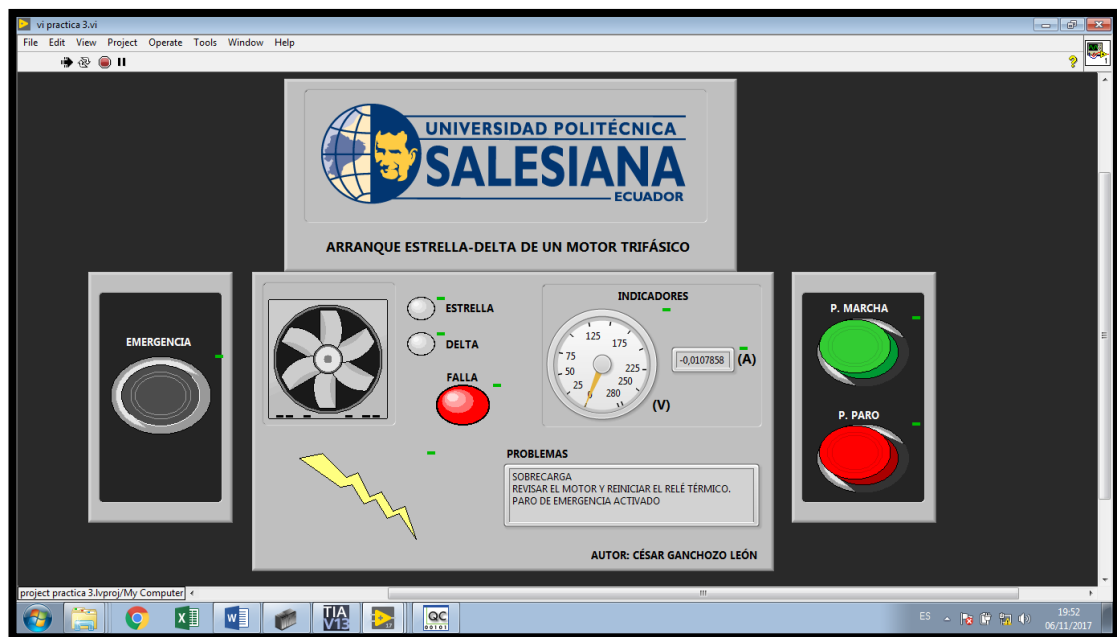 vi practica 3.vi
File Edit View Project Operate Tools Window Help
UNIVERSIDAD POLITÉCNICA
SALESIANA
ECUADOR
ARRANQUE ESTRELLA-DELTA DE UN MOTOR TRIFÁSICO
EMERGENCIA
ESTRELLA
DELTA
FALLA
INDICADORES
0 25 50 75 125 175 225 250 280
(V)
-0,0107858 (A)
PROBLEMAS
SOBRECARGA
REVISAR EL MOTOR Y REINICIAR EL RELÉ TÉRMICO.
PARO DE EMERGENCIA ACTIVADO
AUTOR: CÉSAR GANCHOZO LEÓN
P. MARCHA
P. PARO
project practica 3.lvproj/My Computer
TIA
V13
QC
00101
ES
19:52
06/11/2017